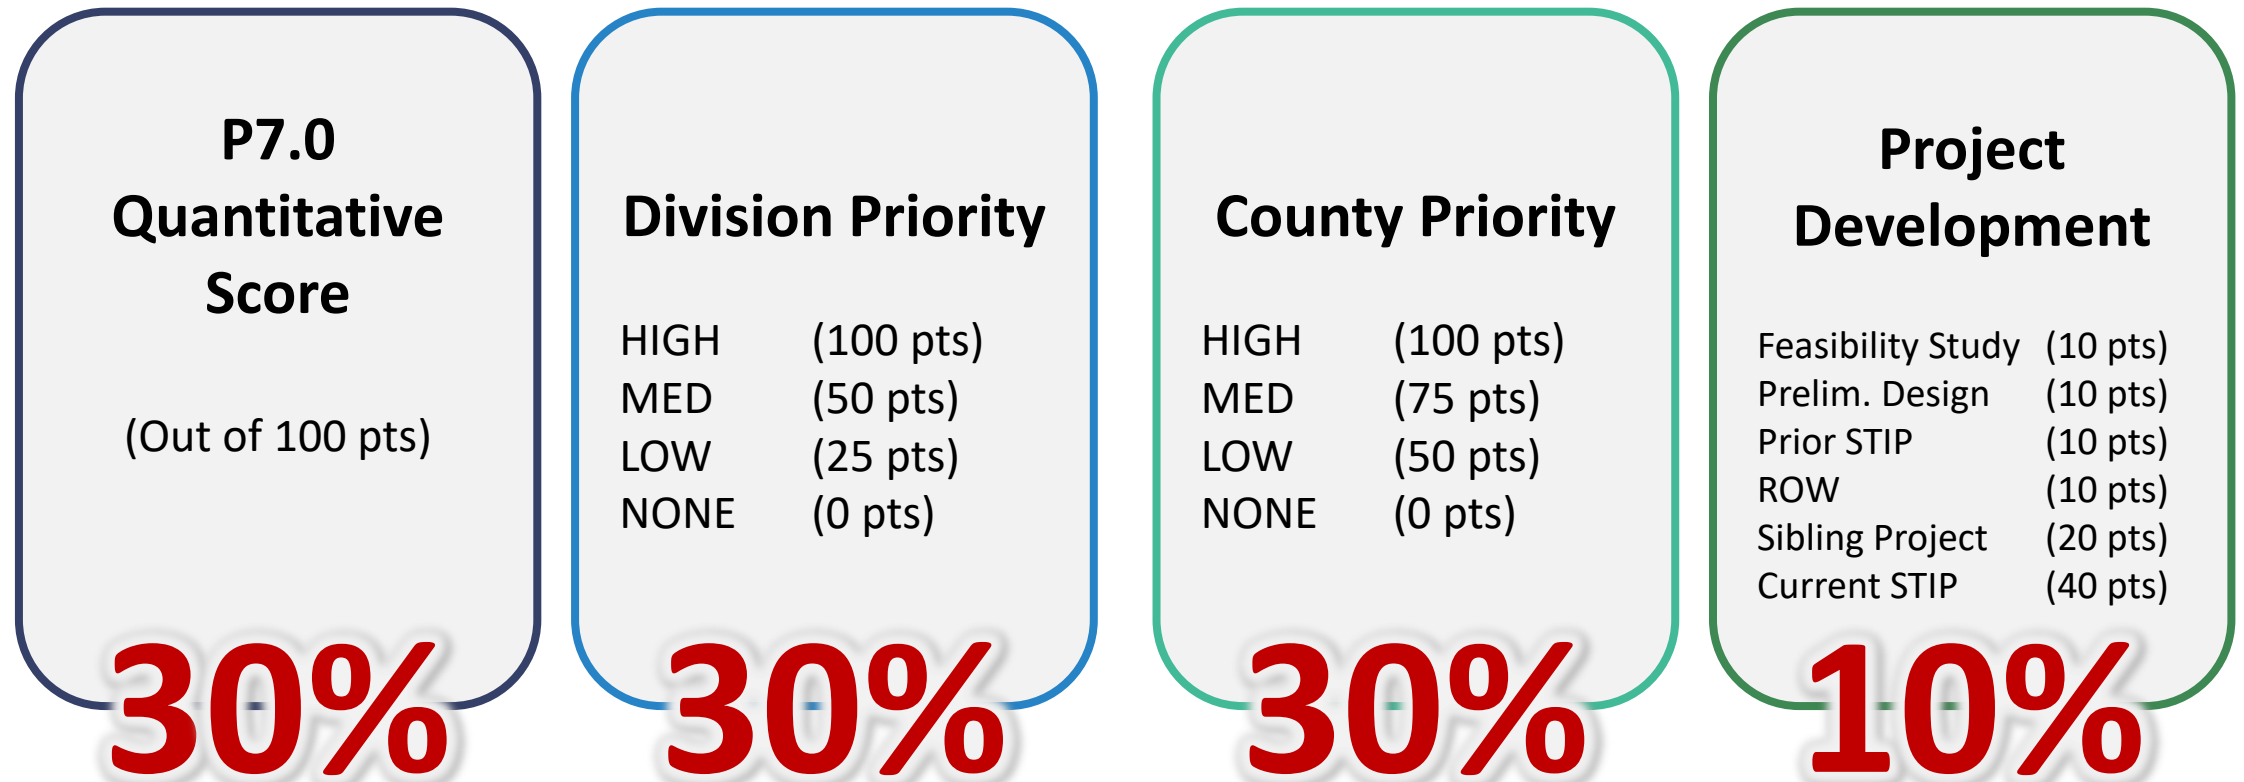 P7.0
Quantitative
Score
(Out of 100 pts)
30%
Division Priority
HIGH (100 pts)
MED (50 pts)
LOW (25 pts)
NONE (0 pts)
30%
County Priority
HIGH (100 pts)
MED (75 pts)
LOW (50 pts)
NONE (0 pts)
30%
Project
Development
Feasibility Study (10 pts)
Prelim. Design (10 pts)
Prior STIP (10 pts)
ROW (10 pts)
Sibling Project (20 pts)
Current STIP (40 pts)
10%